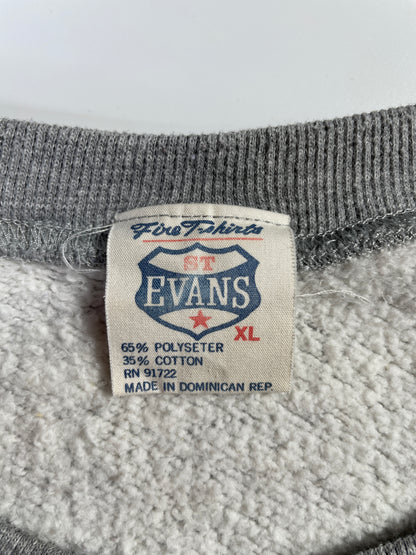 Fine T-shirts
ST
EVANS
XL
65% POLYSETER
35% COTTON
RN 91722
MADE IN DOMINICAN REP.